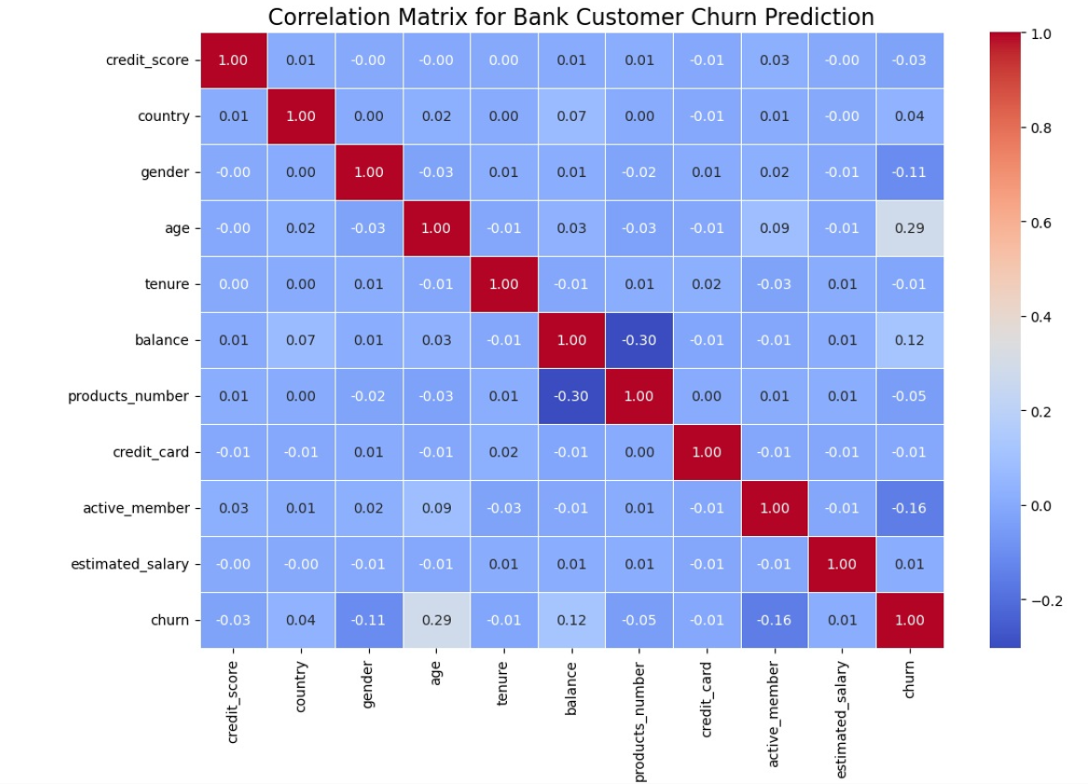 Correlation Matrix for Bank Customer Churn Prediction
credit_score 1.00 0.01 -0.00 -0.00 0.00 0.01 0.01 -0.01 0.03 -0.00 -0.03
country 0.01 1.00 0.00 0.02 0.00 0.07 0.00 -0.01 0.01 -0.00 0.04
gender -0.00 0.00 1.00 -0.03 0.01 0.01 -0.02 0.01 0.02 -0.01 -0.11
age -0.00 0.02 -0.03 1.00 -0.01 0.03 -0.03 -0.01 0.09 -0.01 0.29
tenure 0.00 0.00 0.01 -0.01 1.00 -0.01 0.01 0.02 -0.03 0.01 -0.01
balance 0.01 0.07 0.01 0.03 -0.01 1.00 -0.30 -0.01 -0.01 0.01 0.12
products_number 0.01 0.00 -0.02 -0.03 0.01 -0.30 1.00 0.00 0.01 0.01 -0.05
credit_card -0.01 -0.01 0.01 -0.01 0.02 -0.01 0.00 1.00 -0.01 -0.01 -0.01
active_member 0.03 0.01 0.02 0.09 -0.03 -0.01 0.01 -0.01 1.00 -0.01 -0.16
estimated_salary -0.00 -0.00 -0.01 -0.01 0.01 0.01 0.01 -0.01 -0.01 1.00 0.01
churn -0.03 0.04 -0.11 0.29 -0.01 0.12 -0.05 -0.01 -0.16 0.01 1.00
credit_score
country
gender
age
tenure
balance
products_number
credit_card
active_member
estimated_salary
churn
1.0
0.8
0.6
0.4
0.2
0.0
−0.2